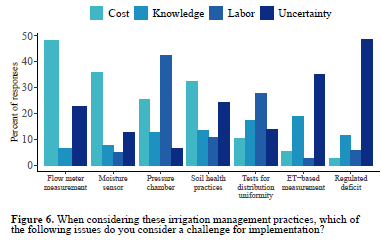 Cost Knowledge Labor Uncertainty
Percent of responses
50
40
30
20
10
0
Flow meter measurement
Moisture sensor
Pressure chamber
Soil health practices
Tests for distribution uniformity
ET−based measurement
Regulated deficit
Figure 6. When considering these irrigation management practices, which of
the following issues do you consider a challenge for implementation?